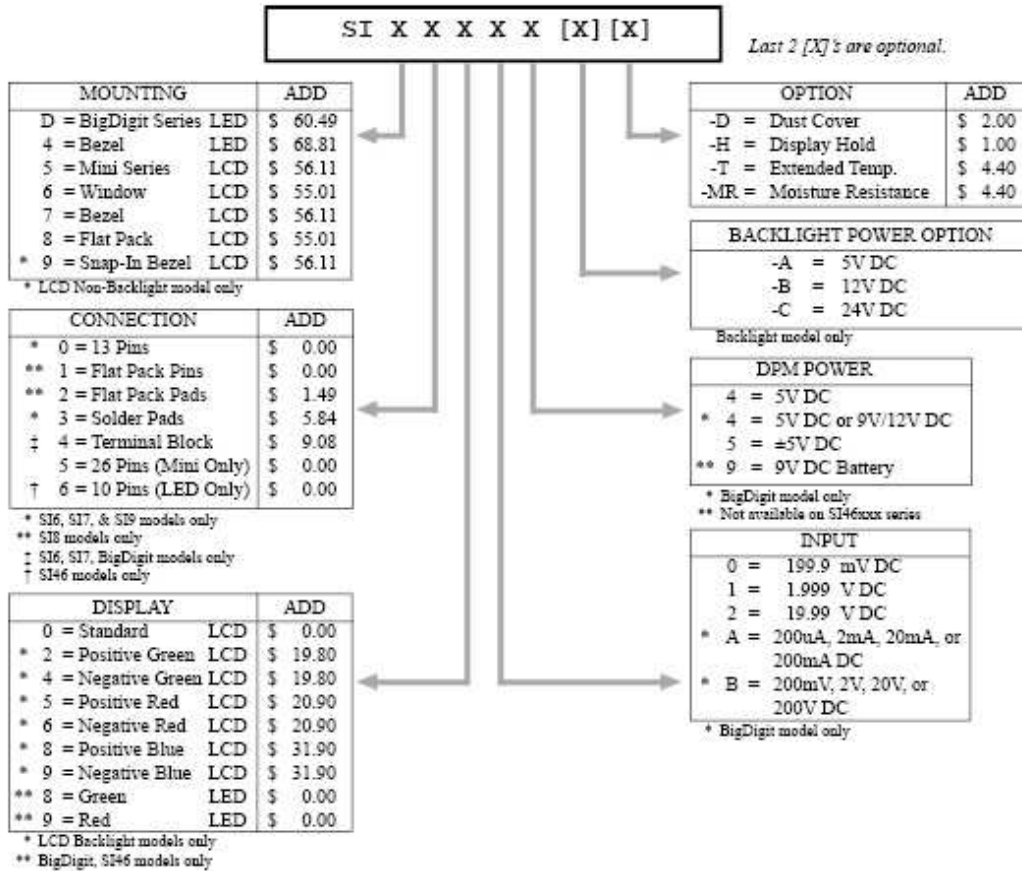 SI X X X X X [X] [X]
Last 2 [X]'s are optional.
MOUNTING ADD
D = BigDigit Series LED $ 60.49
4 = Bezel LED $ 68.81
5 = Mini Series LCD $ 56.11
6 = Window LCD $ 55.01
7 = Bezel LCD $ 56.11
8 = Flat Pack LCD $ 55.01
* 9 = Snap-In Bezel LCD $ 56.11
* LCD Non-Backlight model only
CONNECTION ADD
* 0 = 13 Pins $ 0.00
** 1 = Flat Pack Pins $ 0.00
** 2 = Flat Pack Pads $ 1.49
* 3 = Solder Pads $ 5.84
‡ 4 = Terminal Block $ 9.08
5 = 26 Pins (Mini Only) $ 0.00
† 6 = 10 Pins (LED Only) $ 0.00
* SI6, SI7, & SI9 models only
** SI8 models only
‡ SI6, SI7, BigDigit models only
† SI46 models only
DISPLAY ADD
0 = Standard LCD $ 0.00
* 2 = Positive Green LCD $ 19.80
* 4 = Negative Green LCD $ 19.80
* 5 = Positive Red LCD $ 20.90
* 6 = Negative Red LCD $ 20.90
* 8 = Positive Blue LCD $ 31.90
* 9 = Negative Blue LCD $ 31.90
** 8 = Green LED $ 0.00
** 9 = Red LED $ 0.00
* LCD Backlight models only
** BigDigit, SI46 models only
OPTION ADD
-D = Dust Cover $ 2.00
-H = Display Hold $ 1.00
-T = Extended Temp. $ 4.40
-MR = Moisture Resistance $ 4.40
BACKLIGHT POWER OPTION
-A = 5V DC
-B = 12V DC
-C = 24V DC
Backlight model only
DPM POWER
4 = 5V DC
* 4 = 5V DC or 9V/12V DC
5 = ±5V DC
** 9 = 9V DC Battery
* BigDigit model only
** Not available on SI46xxx series
INPUT
0 = 199.9 mV DC
1 = 1.999 V DC
2 = 19.99 V DC
* A = 200uA, 2mA, 20mA, or
200mA DC
* B = 200mV, 2V, 20V, or
200V DC
* BigDigit model only